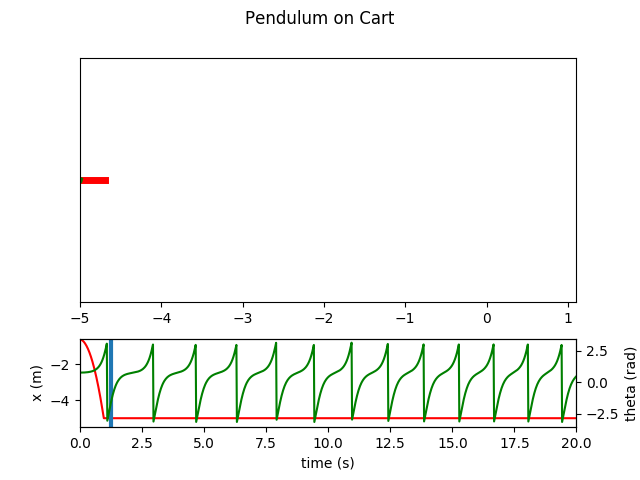 Pendulum on Cart
−5 −4 −3 −2 −1 0 1
−2
−4
x (m)
2.5
0.0
−2.5
theta (rad)
0.0 2.5 5.0 7.5 10.0 12.5 15.0 17.5 20.0
time (s)